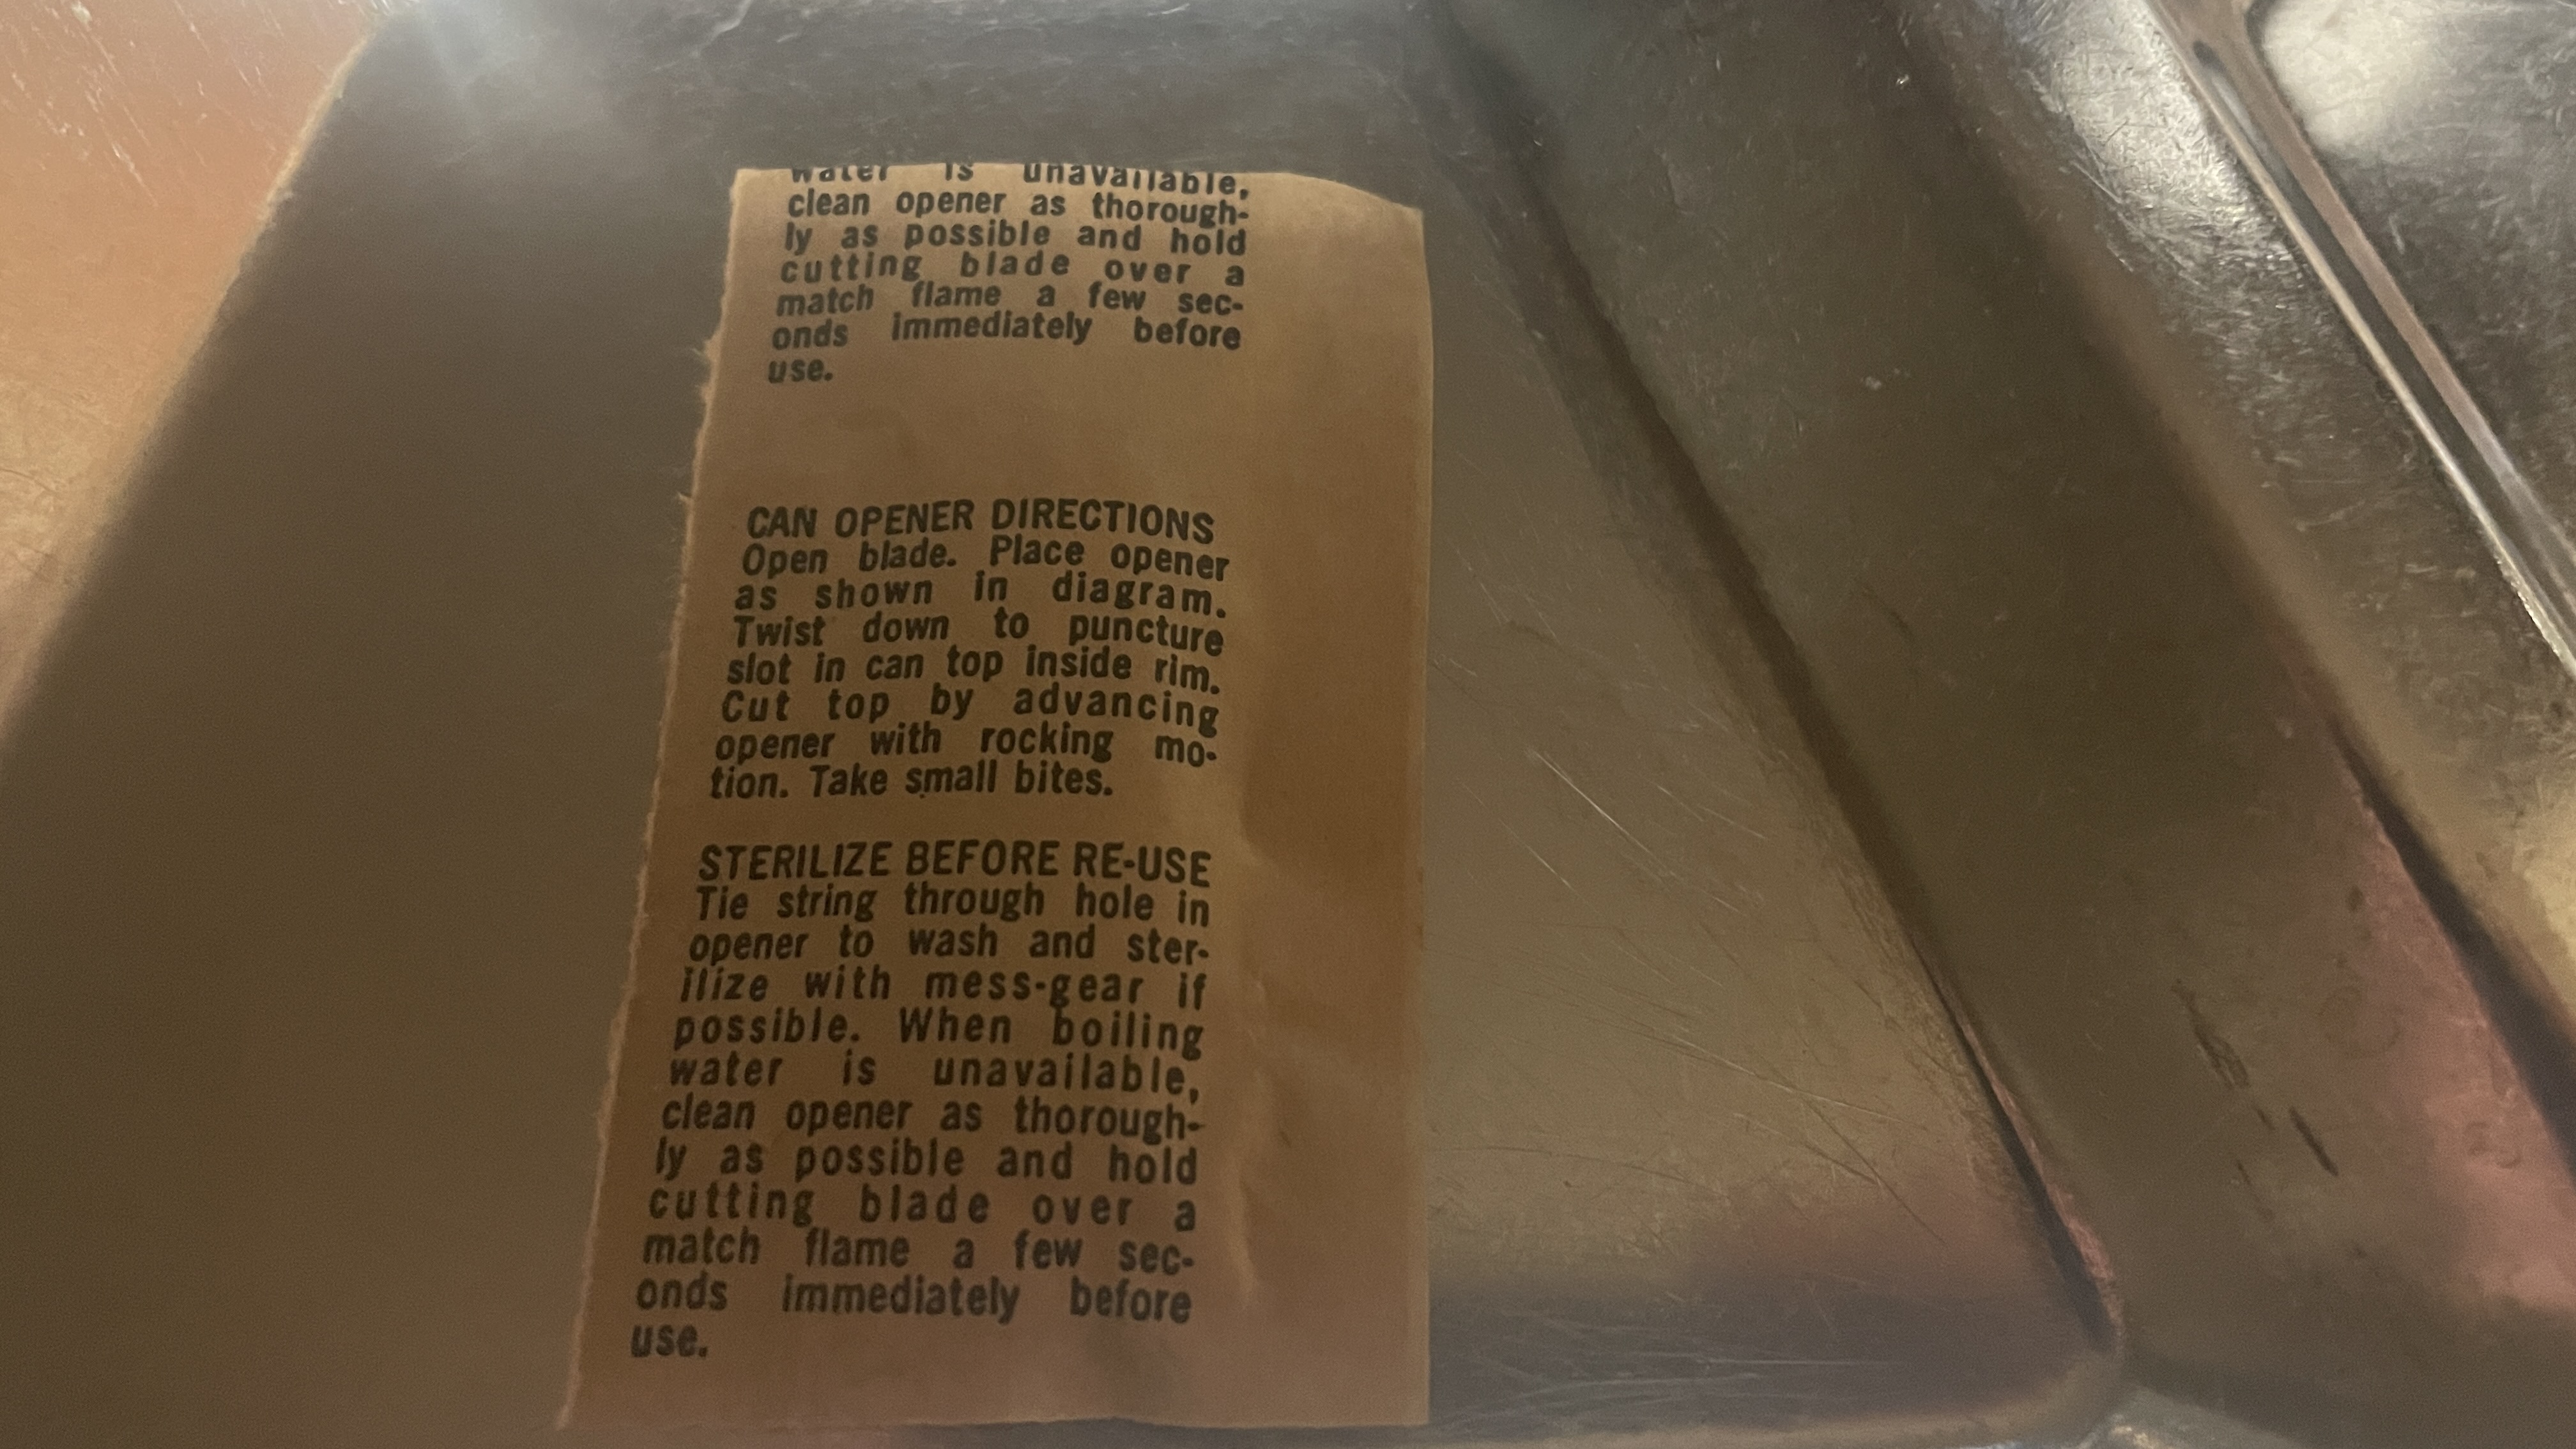 water is unavailable,
clean opener as thorough-
ly as possible and hold
cutting blade over a
match flame a few sec-
onds immediately before
use.
CAN OPENER DIRECTIONS
Open blade. Place opener
as shown in diagram.
Twist down to puncture
slot in can top inside rim.
Cut top by advancing
opener with rocking mo-
tion. Take small bites.
STERILIZE BEFORE RE-USE
Tie string through hole in
opener to wash and ster-
ilize with mess-gear if
possible. When boiling
water is unavailable,
clean opener as thorough-
ly as possible and hold
cutting blade over a
match flame a few sec-
onds immediately before
use.